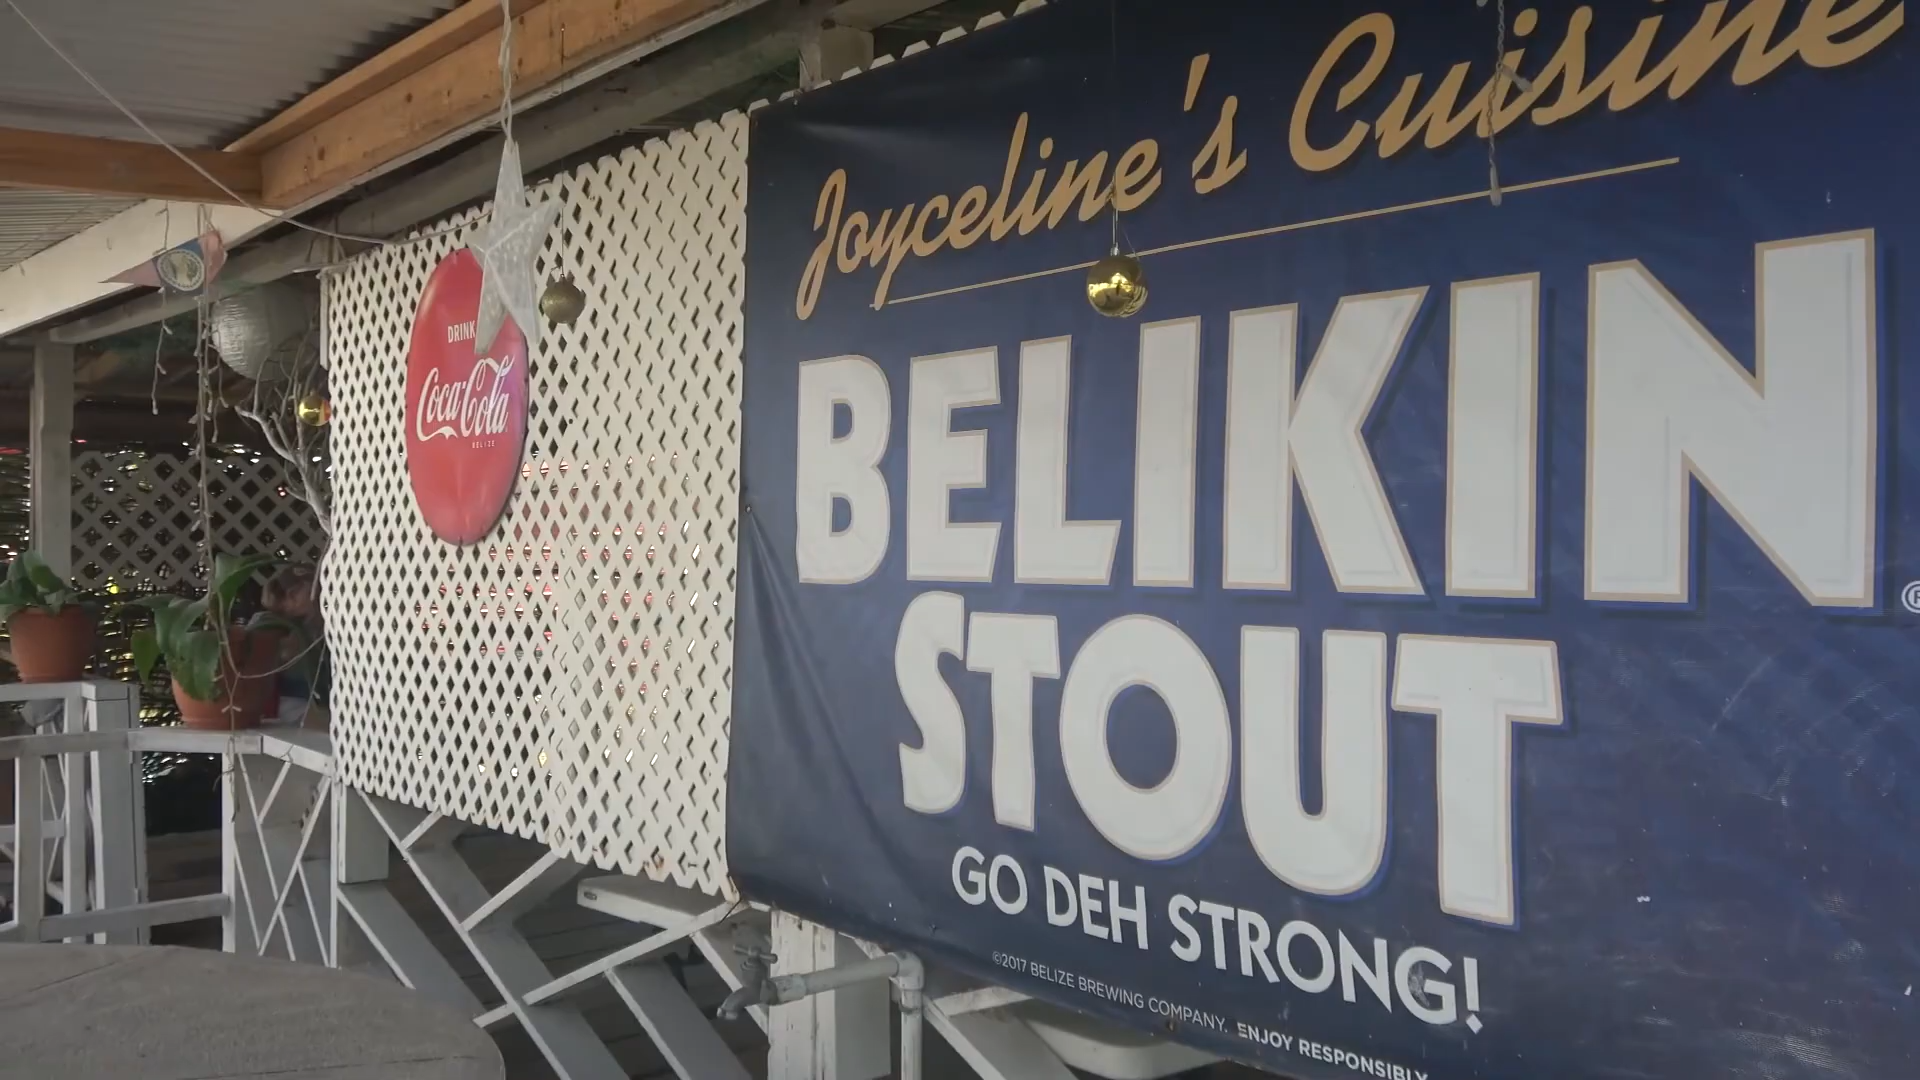 Joyceline's Cuisine
BELIKIN
®
STOUT
GO DEH STRONG!
©2017 BELIZE BREWING COMPANY. ENJOY RESPONSIBLY
DRINK
Coca-Cola
BELIZE